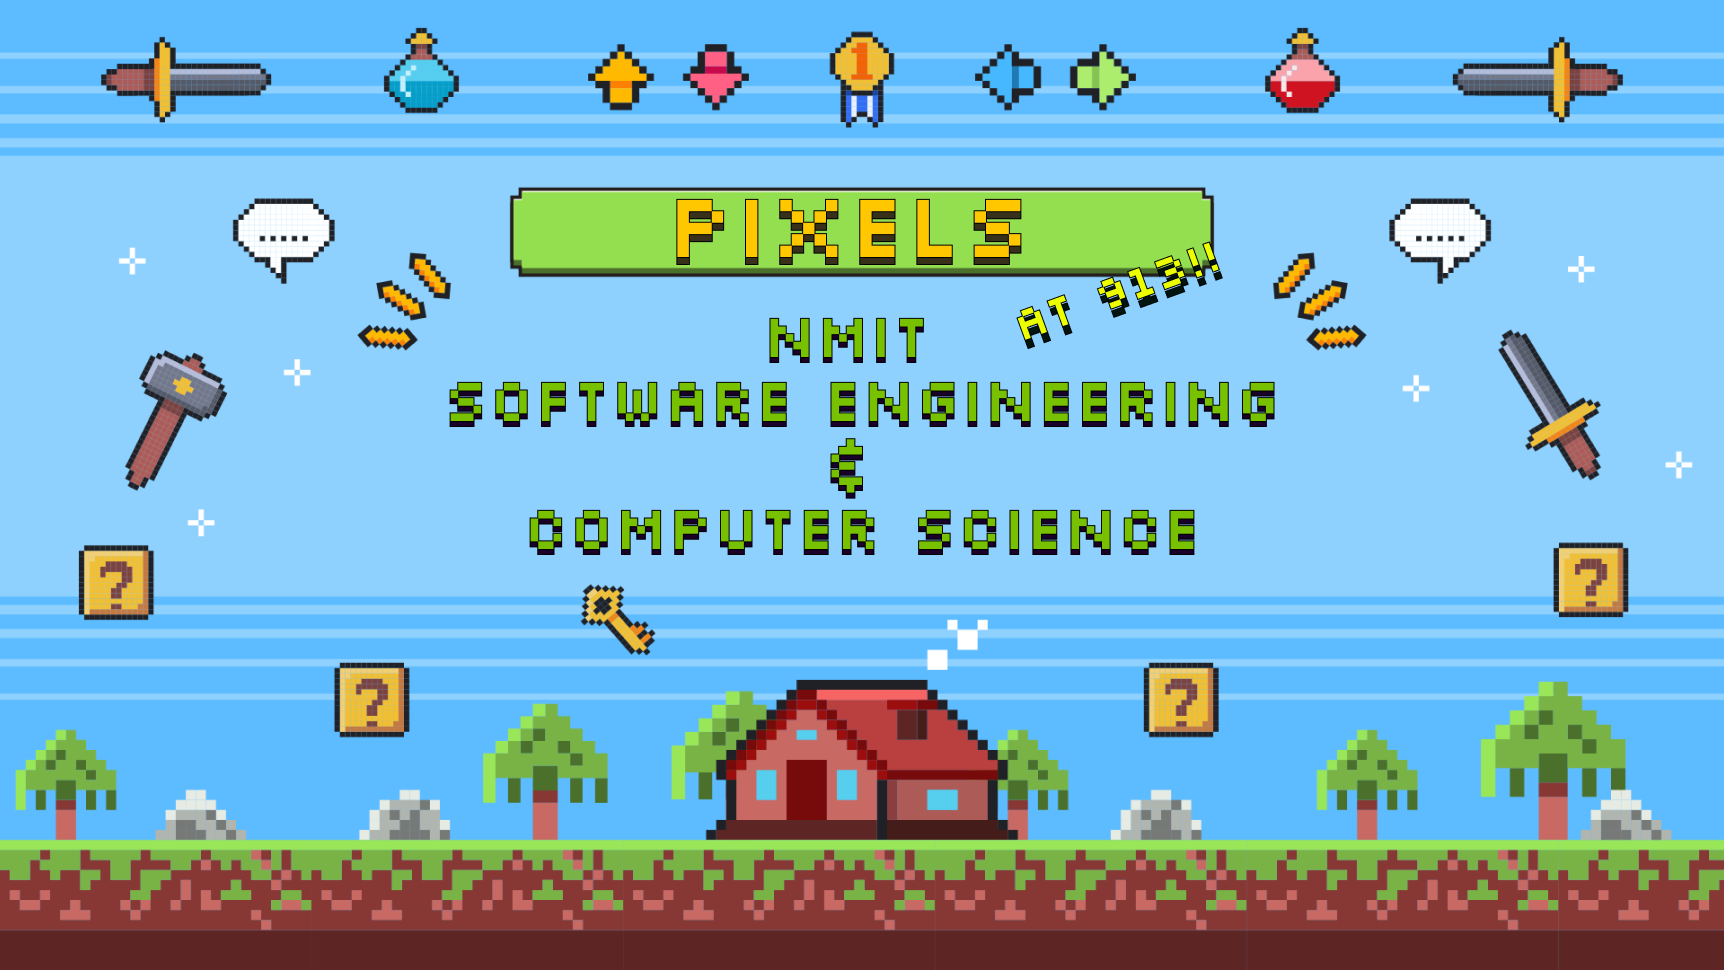 1
PIXELS
AT 913!!
NMIT
SOFTWARE ENGINEERING
&
COMPUTER SCIENCE
? ?
? ?